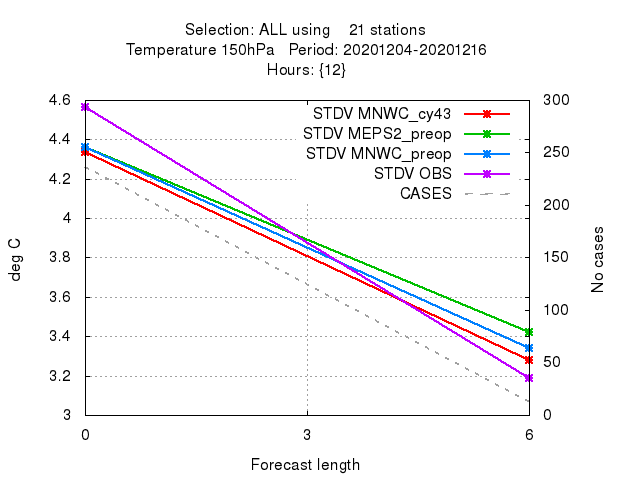 Selection: ALL using    21 stations
Temperature 150hPa   Period: 20201204-20201216
Hours: {12}
4.6
4.4
4.2
4
3.8
3.6
3.4
3.2
3
300
250
200
150
100
50
0
STDV MNWC_cy43
STDV MEPS2_preop
STDV MNWC_preop
STDV OBS
CASES
deg C
No cases
0
3
6
Forecast length